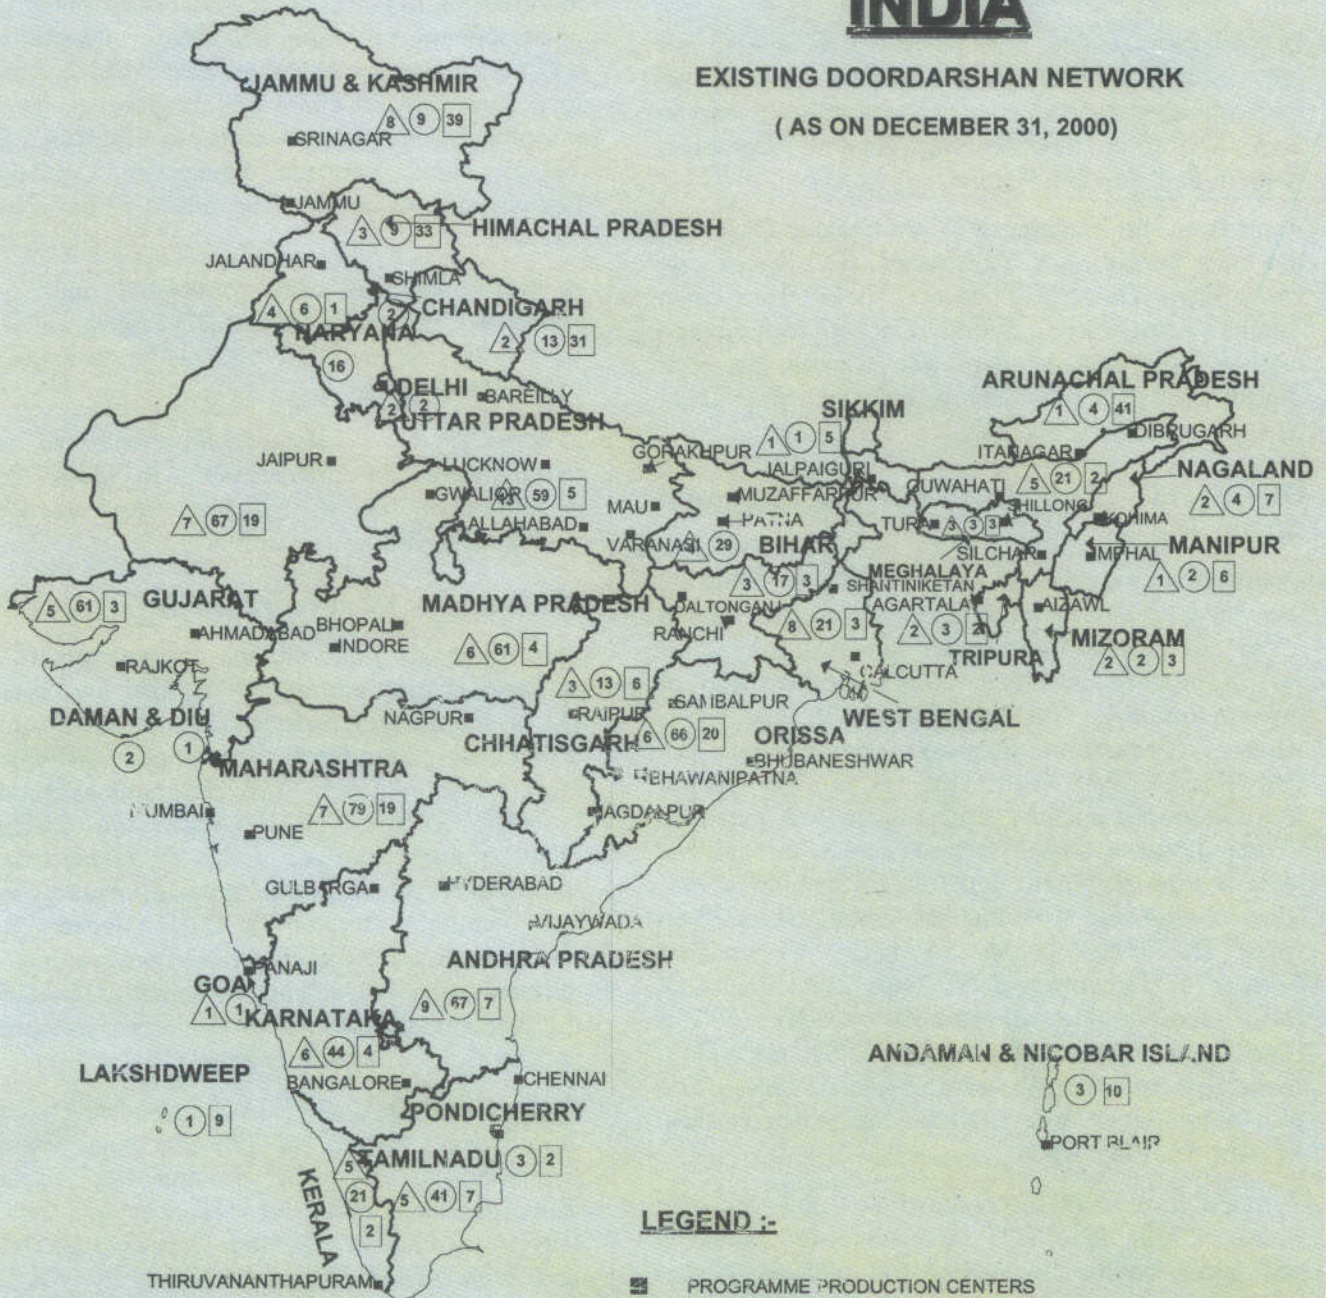 INDIA
EXISTING DOORDARSHAN NETWORK
( AS ON DECEMBER 31, 2000)
JAMMU & KASHMIR
8 9 39
SRINAGAR
JAMMU
3 9 33
HIMACHAL PRADESH
JALANDHAR
SHIMLA
4 6 1
2
CHANDIGARH
HARYANA
2 13 31
16
DELHI
2 2
BAREILLY
UTTAR PRADESH
ARUNACHAL PRADESH
1 4 41
SIKKIM
1 1 5
DIBRUGARH
JAIPUR
LUCKNOW
GORAKHPUR
JALPAIGURI
ITANAGAR
NAGALAND
GWALIOR
59 5
MUZAFFARPUR
GUWAHATI
5 21 2
2 4 7
MAU
SHILLONG
7 67 19
ALLAHABAD
PATNA
TURA
3 3 3
KOHIMA
VARANASI
29
BIHAR
SILCHAR
IMPHAL
MANIPUR
MEGHALAYA
1 2 6
3 17 3
SHANTINIKETAN
5 61 3
GUJARAT
MADHYA PRADESH
DALTONGANJ
AGARTALA
AIZAWL
AHMADABAD
BHOPAL
RANCHI
8 21 3
2 3 2
MIZORAM
INDORE
6 61 4
TRIPURA
2 2 3
RAJKOT
CALCUTTA
3 13 6
SAMBALPUR
DAMAN & DIU
NAGPUR
RAIPUR
WEST BENGAL
2
1
CHHATISGARH
6 66 20
ORISSA
MAHARASHTRA
BHUBANESHWAR
BHAWANIPATNA
MUMBAI
7 79 19
JAGDALPUR
PUNE
GULBARGA
HYDERABAD
VIJAYWADA
PANAJI
ANDHRA PRADESH
GOA
1 1
KARNATAKA
9 67 7
6 44 4
ANDAMAN & NICOBAR ISLAND
LAKSHDWEEP
BANGALORE
CHENNAI
3 10
1 9
PONDICHERRY
PORT BLAIR
5
TAMILNADU
3 2
21
5 41 7
KERALA
2
LEGEND :-
THIRUVANANTHAPURAM
PROGRAMME PRODUCTION CENTERS